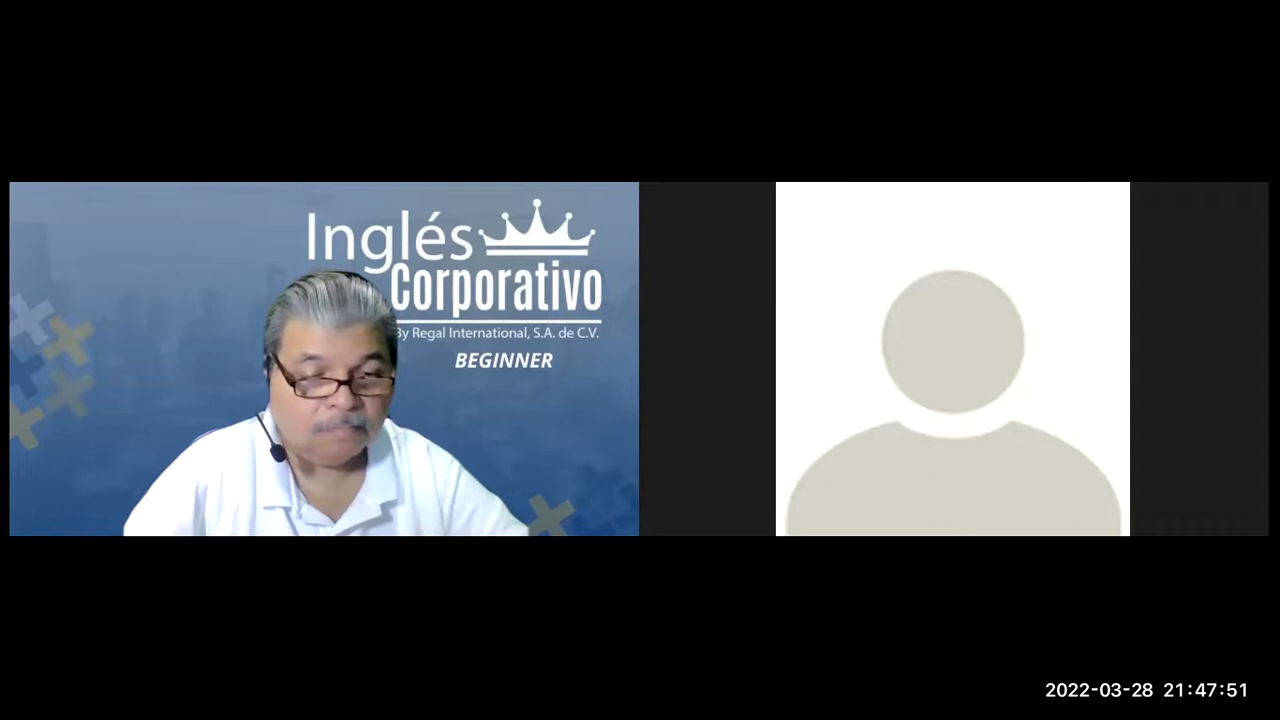 Inglés
Corporativo
By Regal International, S.A. de C.V.
BEGINNER
2022-03-28 21:47:51